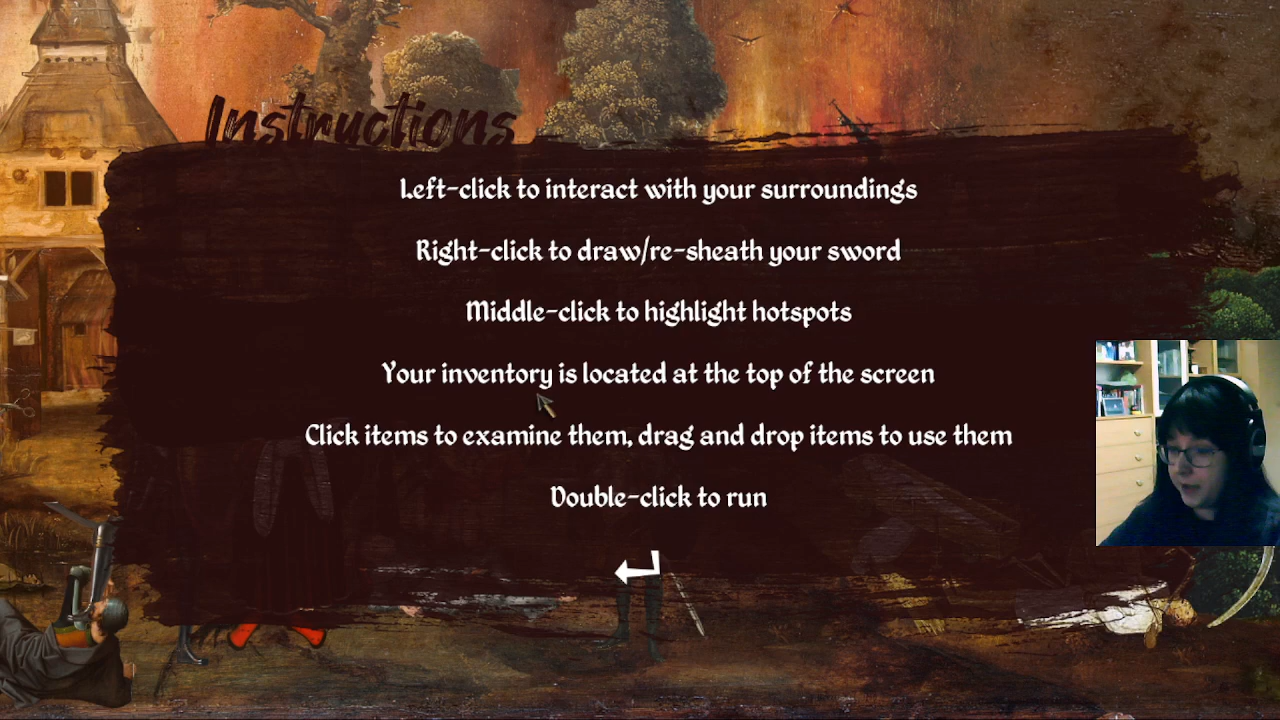 Instructions
Left-click to interact with your surroundings
Right-click to draw/re-sheath your sword
Middle-click to highlight hotspots
Your inventory is located at the top of the screen
Click items to examine them, drag and drop items to use them
Double-click to run